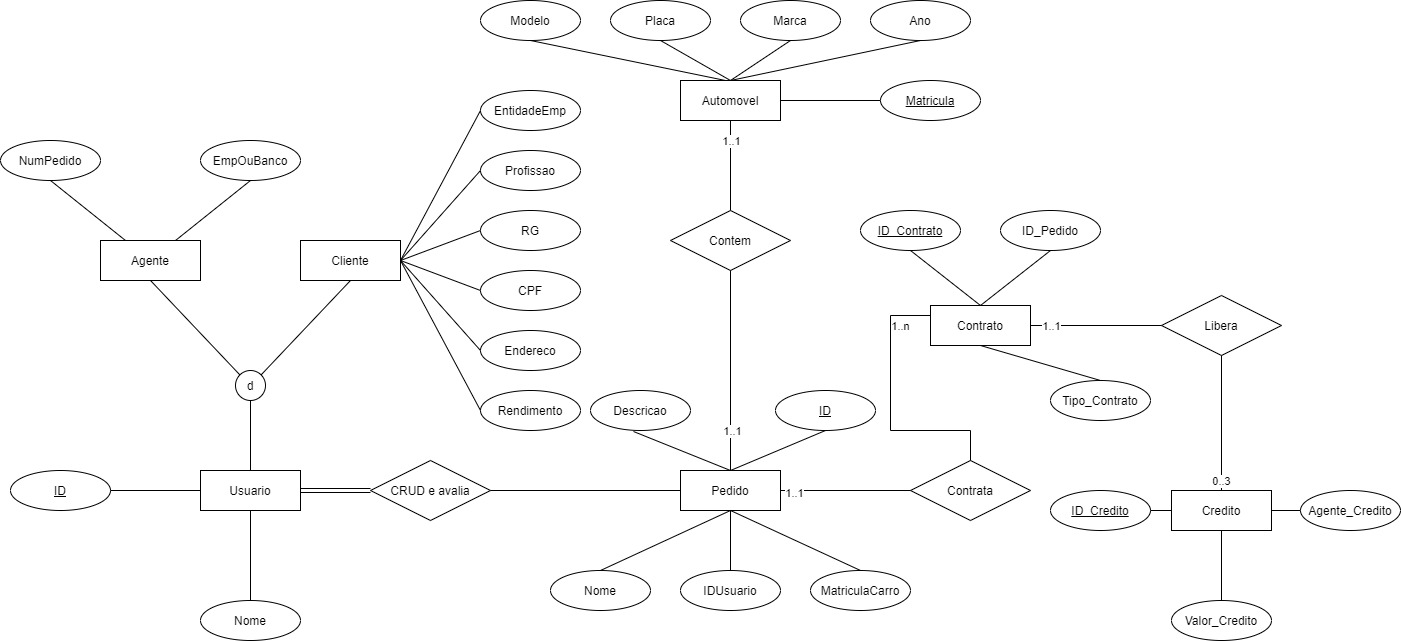 Modelo
Placa
Marca
Ano
Automovel
Matricula
1..1
EntidadeEmp
NumPedido
EmpOuBanco
Profissao
RG
Contem
ID_Contrato
ID_Pedido
Agente
Cliente
CPF
1..n
Contrato
1..1
Libera
Endereco
d
Rendimento
Descricao
ID
Tipo_Contrato
1..1
ID
Usuario
CRUD e avalia
Pedido
1..1
Contrata
0..3
ID_Credito
Credito
Agente_Credito
Nome
Nome
IDUsuario
MatriculaCarro
Valor_Credito